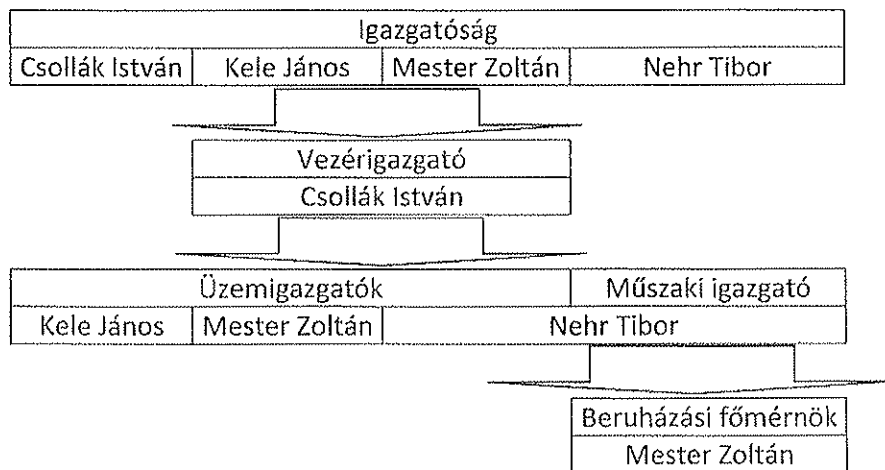 Igazgatóság
Csollák István Kele János Mester Zoltán Nehr Tibor
Vezérigazgató
Csollák István
Üzemigazgatók Műszaki igazgató
Kele János Mester Zoltán Nehr Tibor
Beruházási főmérnök
Mester Zoltán